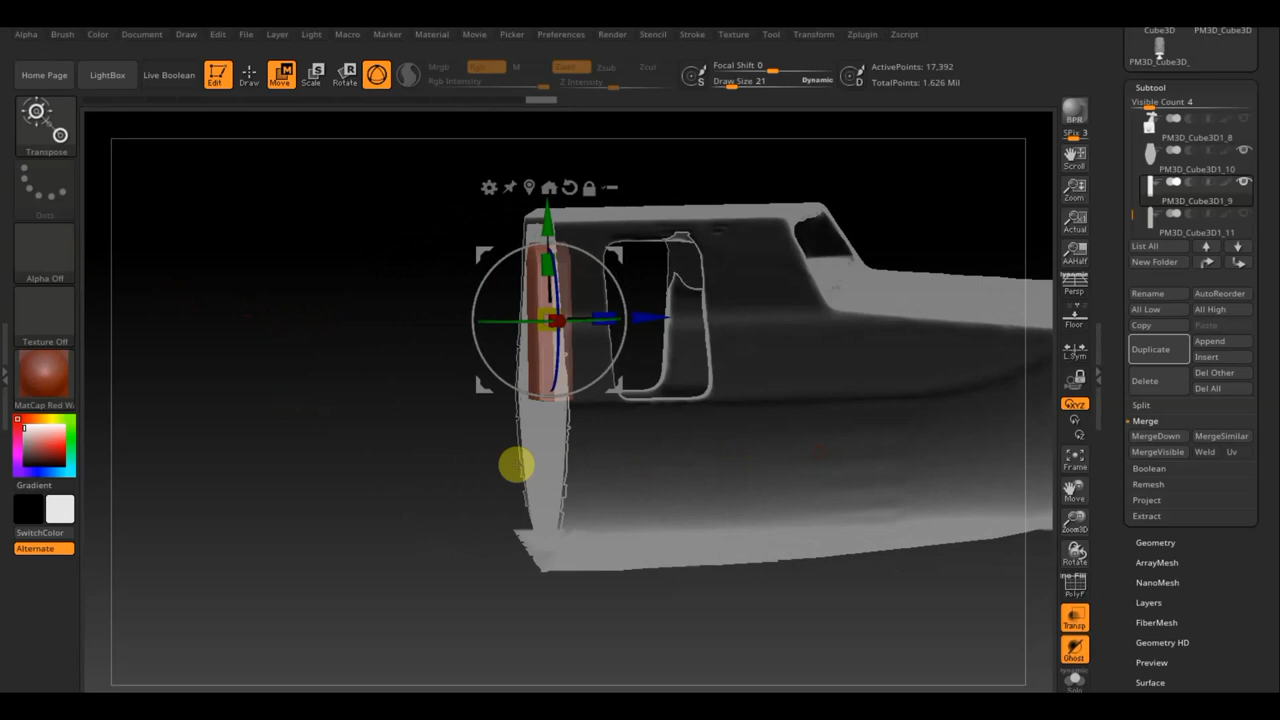 Alpha Brush Color Document Draw Edit File Layer Light Macro Marker Material Movie Picker Preferences Render Stencil Stroke Texture Tool Transform Zplugin Zscript
Cube3D PM3D_Cube3D
PM3D_Cube3D_
Home Page LightBox Live Boolean Edit Draw Move Scale Rotate
Mrgb Rgb M Zadd Zsub Zcut
Rgb Intensity Z Intensity
Focal Shift 0
Draw Size 21 Dynamic
ActivePoints: 17,392
TotalPoints: 1.626 Mil
S
D
Transpose
Dots
Alpha Off
Texture Off
MatCap Red W
Gradient
SwitchColor
Alternate
BPR
SPix 3
Scroll
Zoom
Actual
AAHalf
Dynamic
Persp
Floor
L.Sym
XYZ
Y
Z
Frame
Move
Zoom3D
Rotate
PolyF
Transp
Ghost
Dynamic
Solo
Subtool
Visible Count 4
PM3D_Cube3D1_8
PM3D_Cube3D1_10
PM3D_Cube3D1_9
PM3D_Cube3D1_11
List All
New Folder
Rename AutoReorder
All Low All High
Copy Paste
Duplicate Append
Insert
Delete Del Other
Del All
Split
Merge
MergeDown MergeSimilar
MergeVisible Weld Uv
Boolean
Remesh
Project
Extract
Geometry
ArrayMesh
NanoMesh
Layers
FiberMesh
Geometry HD
Preview
Surface